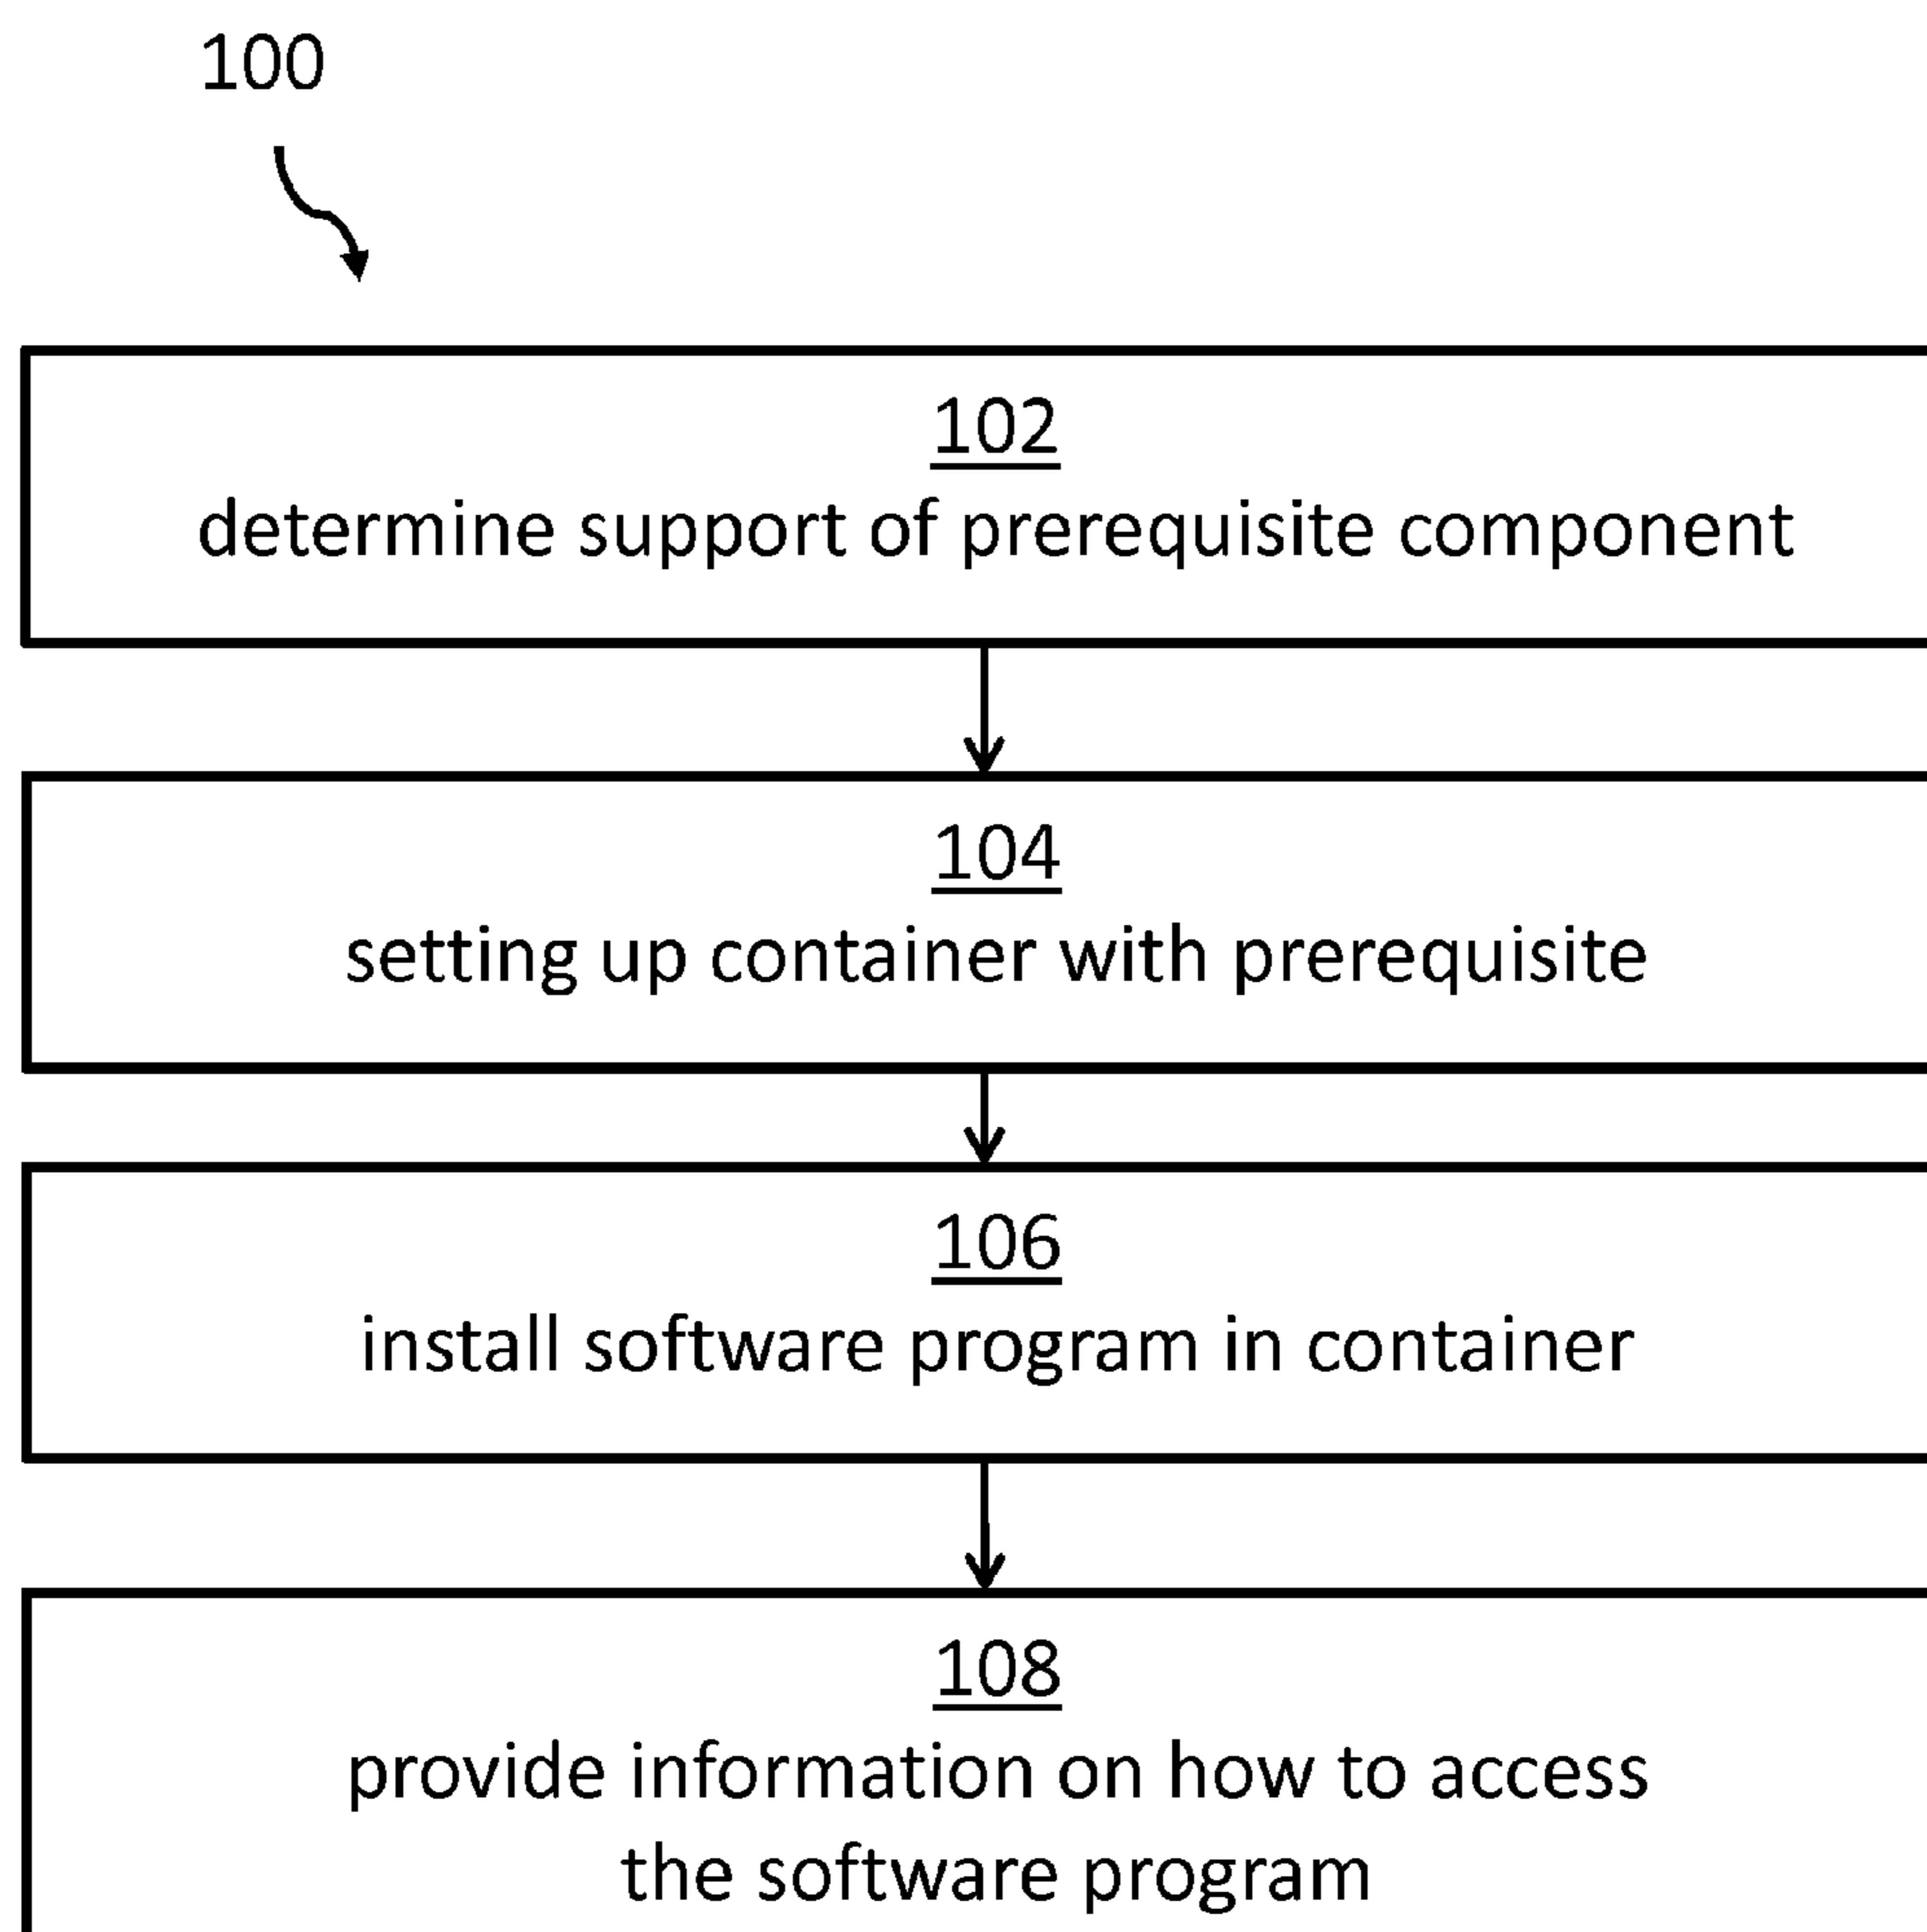 100
102
determine support of prerequisite component
104
setting up container with prerequisite
106
install software program in container
108
provide information on how to access
the software program